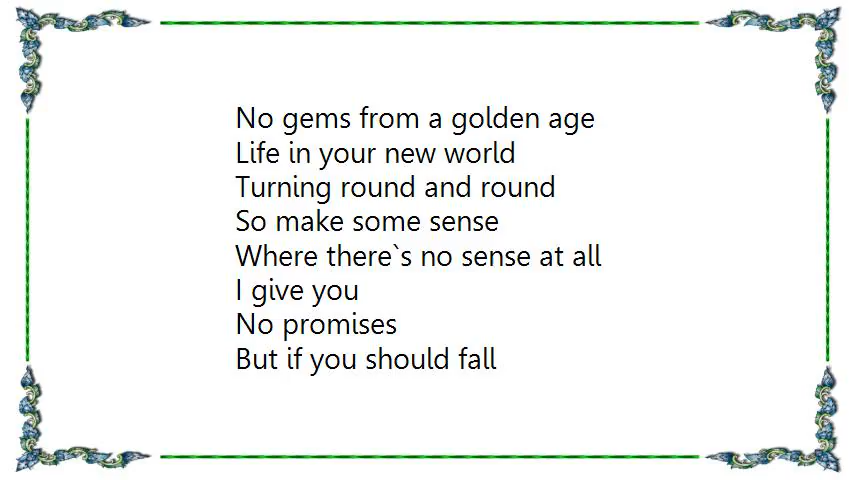 No gems from a golden age
Life in your new world
Turning round and round
So make some sense
Where there`s no sense at all
I give you
No promises
But if you should fall